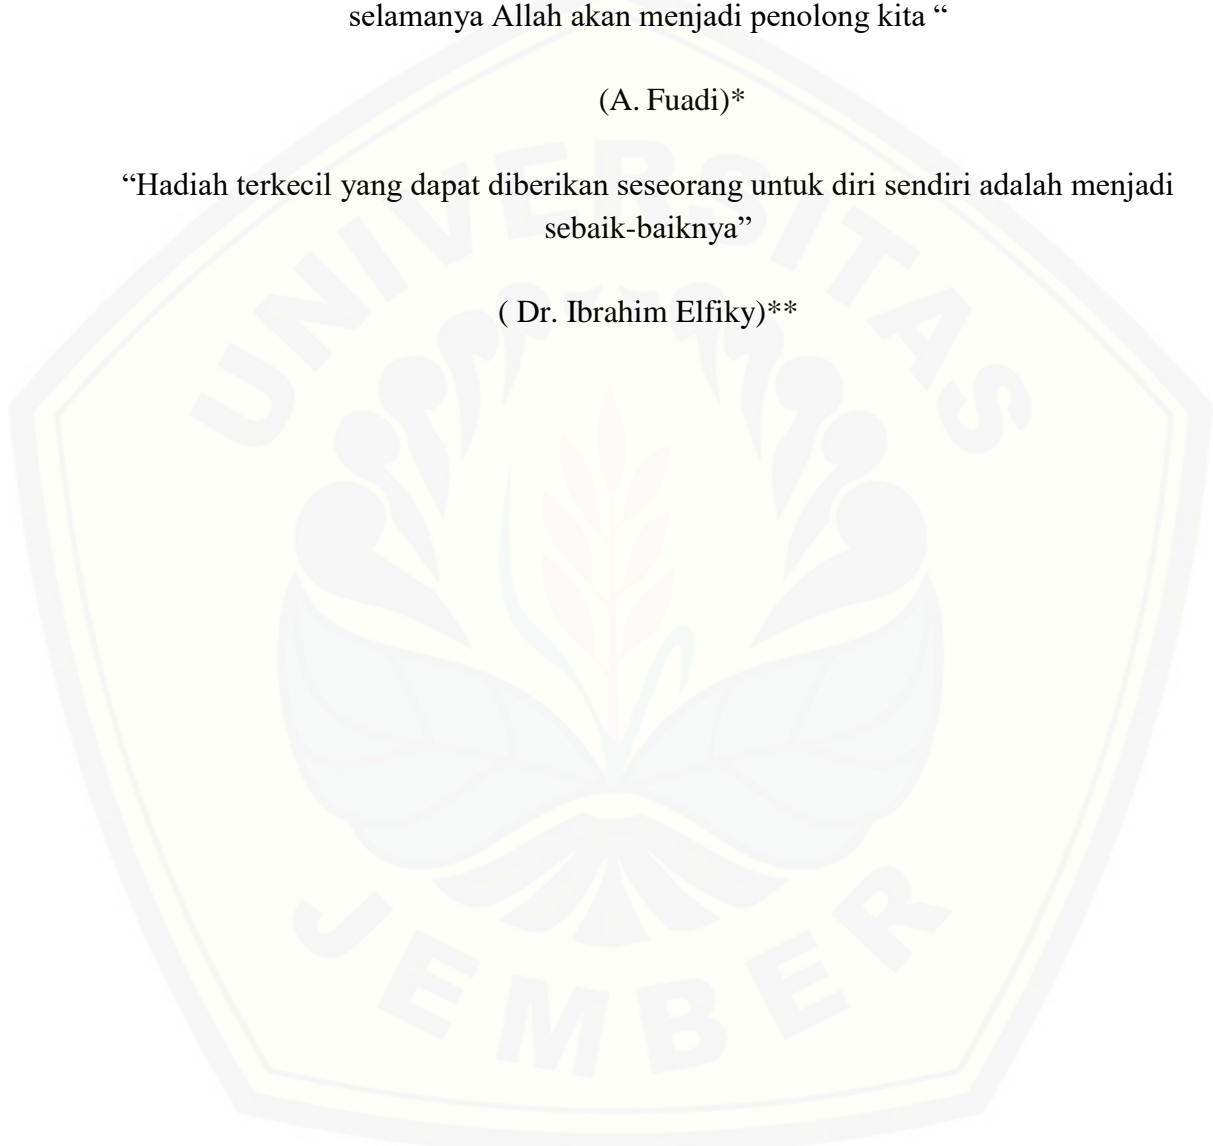 selamanya Allah akan menjadi penolong kita “
(A. Fuadi)*
“Hadiah terkecil yang dapat diberikan seseorang untuk diri sendiri adalah menjadi
sebaik-baiknya”
( Dr. Ibrahim Elfiky)**
UNIVERSITAS
JEMBER